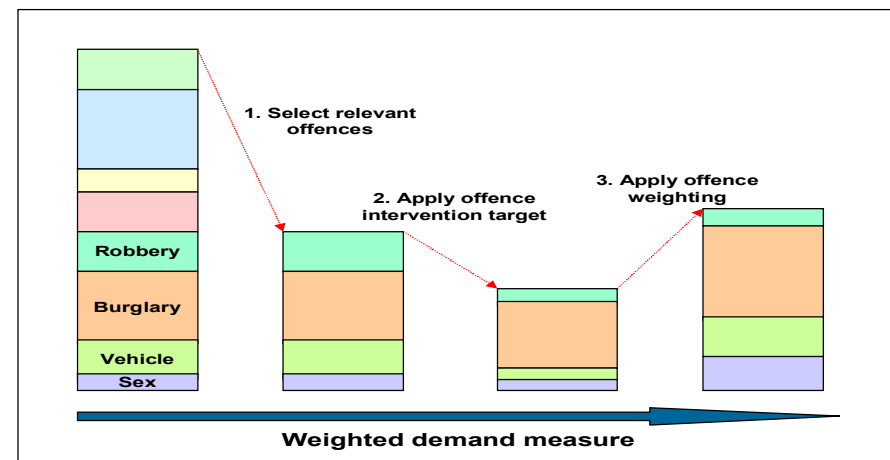 1. Select relevant
offences
2. Apply offence
intervention target
3. Apply offence
weighting
Robbery
Burglary
Vehicle
Sex
Weighted demand measure